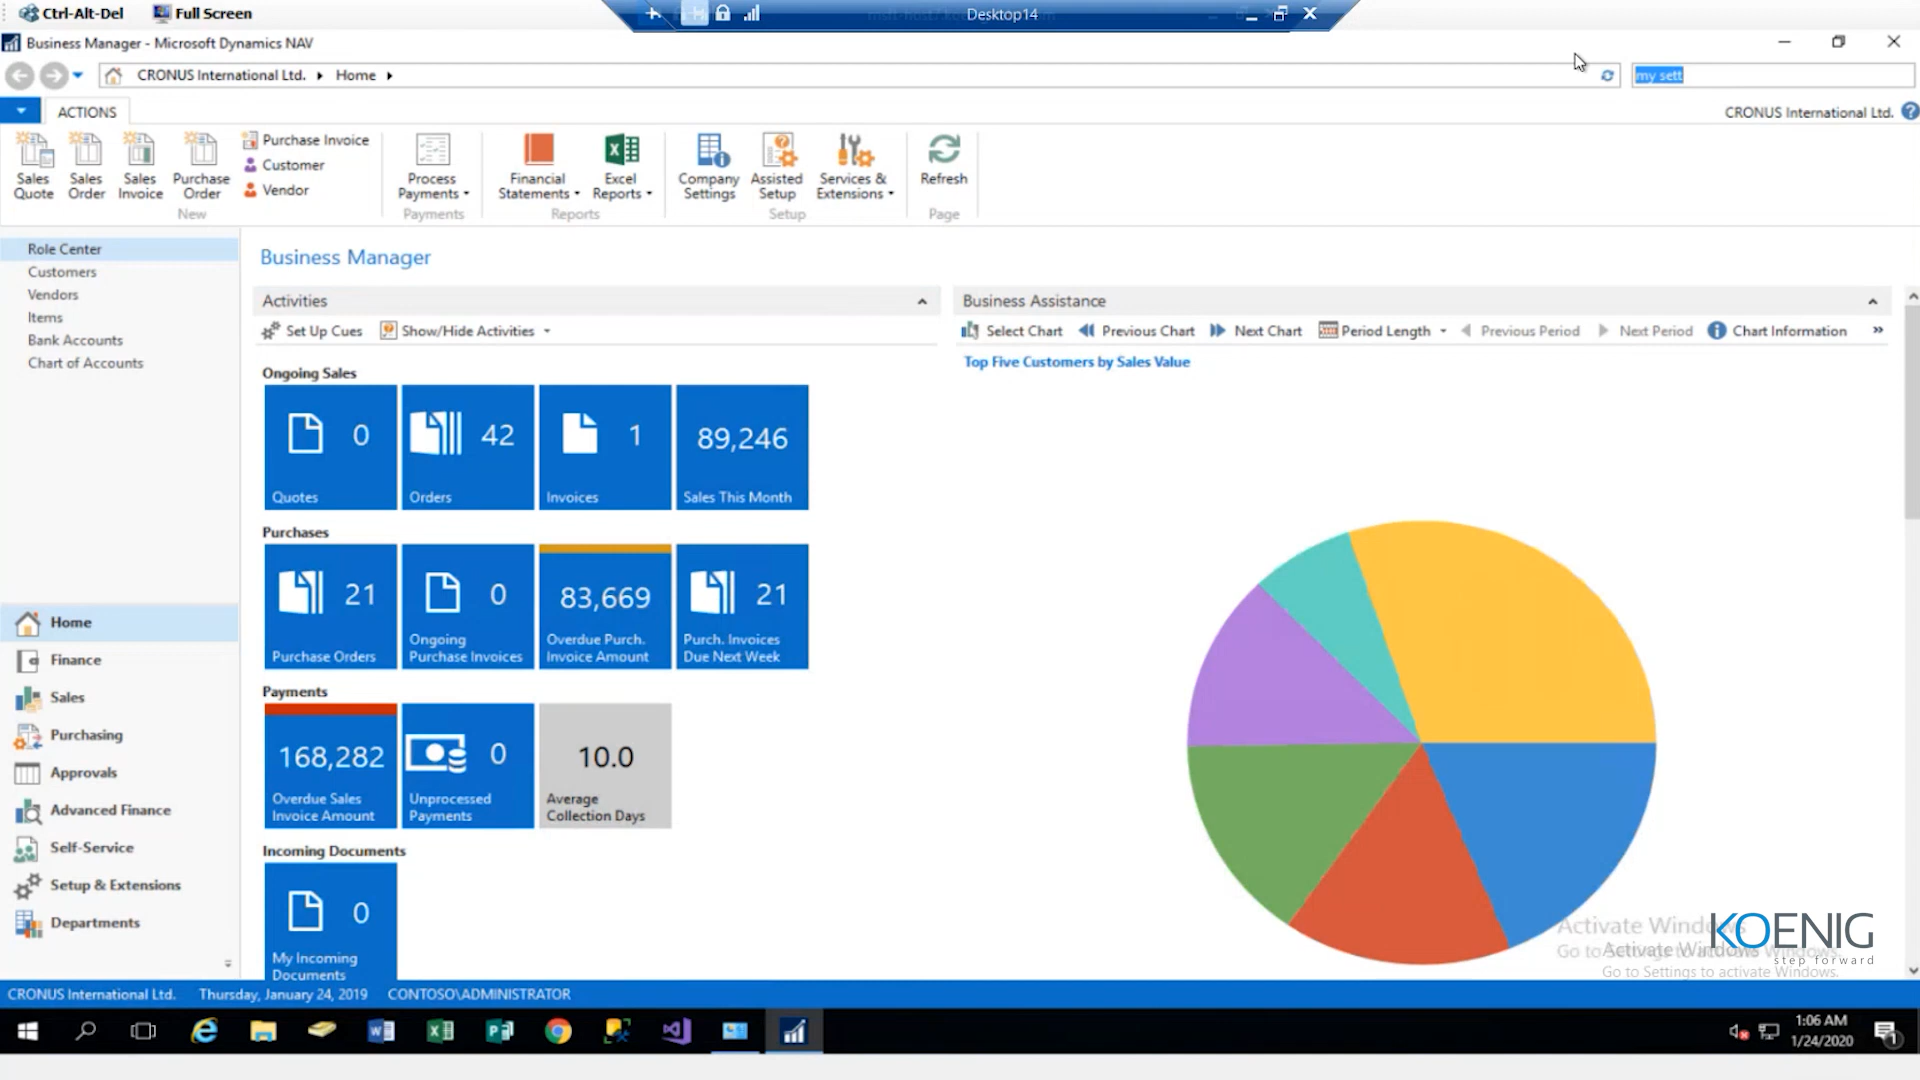 Ctrl-Alt-Del Full Screen
Desktop14
Business Manager - Microsoft Dynamics NAV
CRONUS International Ltd. Home
my sett
ACTIONS
CRONUS International Ltd.
Sales Quote
Sales Order
Sales Invoice
Purchase Order
Purchase Invoice
Customer
Vendor
New
Process Payments
Payments
Financial Statements
Excel Reports
Reports
Company Settings
Assisted Setup
Services & Extensions
Setup
Refresh
Page
Role Center
Customers
Vendors
Items
Bank Accounts
Chart of Accounts
Home
Finance
Sales
Purchasing
Approvals
Advanced Finance
Self-Service
Setup & Extensions
Departments
Business Manager
Activities
Set Up Cues Show/Hide Activities
Ongoing Sales
0 Quotes
42 Orders
1 Invoices
89,246 Sales This Month
Purchases
21 Purchase Orders
0 Ongoing Purchase Invoices
83,669 Overdue Purch. Invoice Amount
21 Purch. Invoices Due Next Week
Payments
168,282 Overdue Sales Invoice Amount
0 Unprocessed Payments
10.0 Average Collection Days
Incoming Documents
0 My Incoming Documents
Business Assistance
Select Chart Previous Chart Next Chart Period Length Previous Period Next Period Chart Information
Top Five Customers by Sales Value
Activate Windows
KOENIG
step forward
Activate Windows
Go to Settings to activate Windows.
CRONUS International Ltd. Thursday, January 24, 2019 CONTOSO\ADMINISTRATOR
1:06 AM
1/24/2020
1